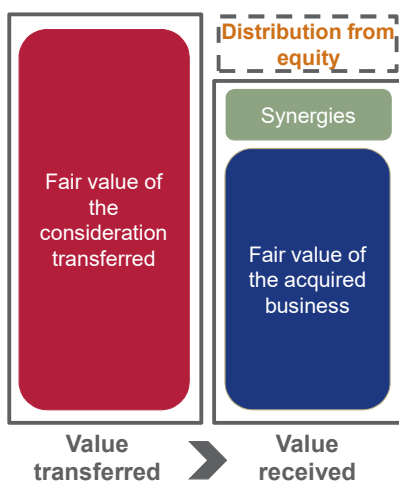 Fair value of
the
consideration
transferred
Distribution from
equity
Synergies
Fair value of
the acquired
business
Value
transferred
Value
received